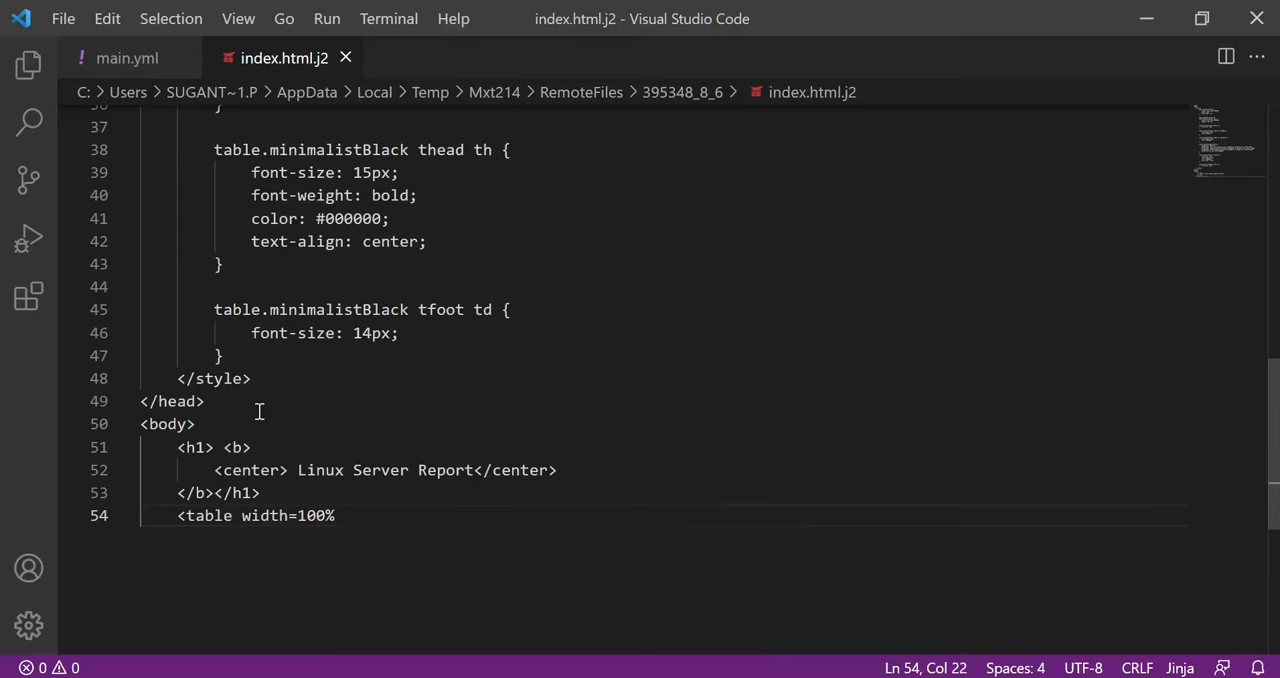 File Edit Selection View Go Run Terminal Help index.html.j2 - Visual Studio Code
! main.yml index.html.j2
C: > Users > SUGANT~1.P > AppData > Local > Temp > Mxt214 > RemoteFiles > 395348_8_6 > index.html.j2
36 }
37
38 table.minimalistBlack thead th {
39 font-size: 15px;
40 font-weight: bold;
41 color: #000000;
42 text-align: center;
43 }
44
45 table.minimalistBlack tfoot td {
46 font-size: 14px;
47 }
48 </style>
49 </head>
50 <body>
51 <h1> <b>
52 <center> Linux Server Report</center>
53 </b></h1>
54 <table width=100%
0 0 Ln 54, Col 22 Spaces: 4 UTF-8 CRLF Jinja